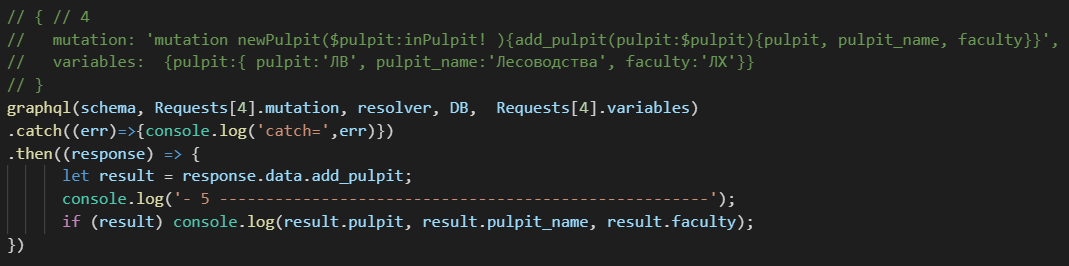 // { // 4
//   mutation: 'mutation newPulpit($pulpit:inPulpit! ){add_pulpit(pulpit:$pulpit){pulpit, pulpit_name, faculty}}',
//   variables:  {pulpit:{ pulpit:'ЛВ', pulpit_name:'Лесоводства', faculty:'ЛХ'}}
// }
graphql(schema, Requests[4].mutation, resolver, DB,  Requests[4].variables)
.catch((err)=>{console.log('catch=',err)})
.then((response) => {
      let result = response.data.add_pulpit;
      console.log('- 5 -----------------------------------------------------');
      if (result) console.log(result.pulpit, result.pulpit_name, result.faculty);
})